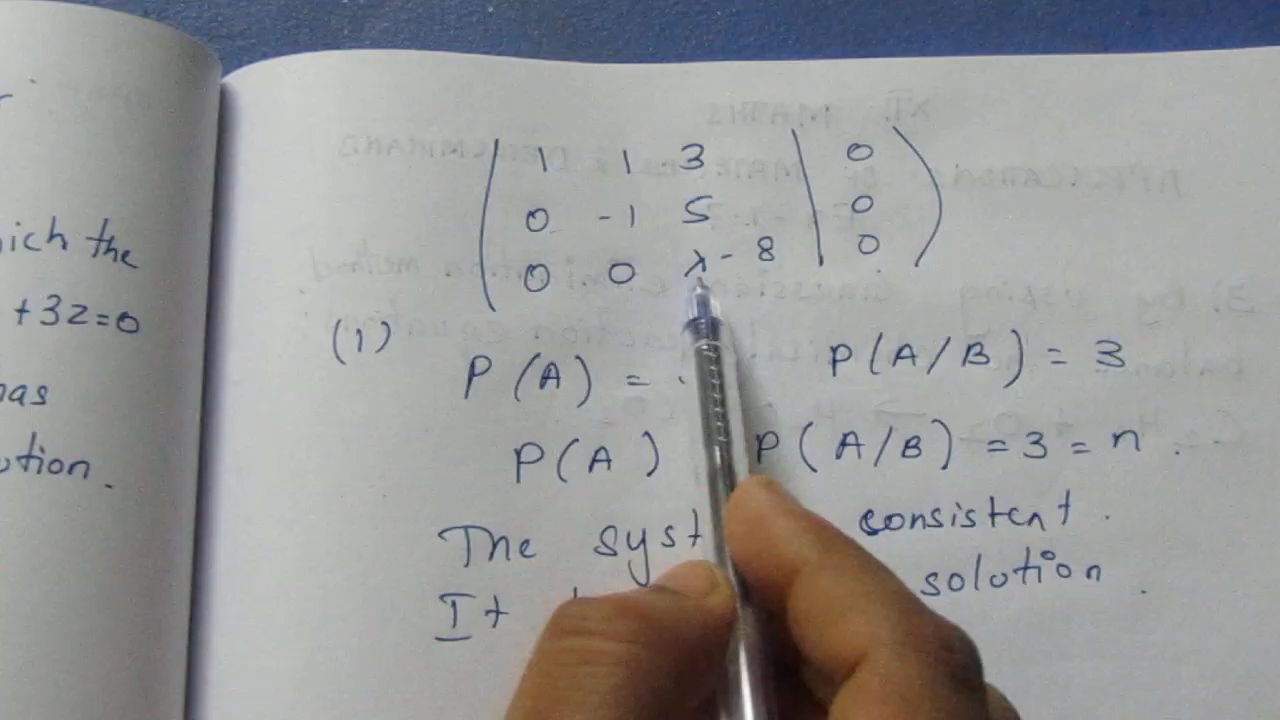 ich the
+3z=0
as
tion.
1 1 3 | 0
0 -1 5 | 0
0 0 λ-8 | 0
(1)
P(A) = P(A/B) = 3
P(A) P(A/B) = 3 = n.
The syst consistent.
It solution.